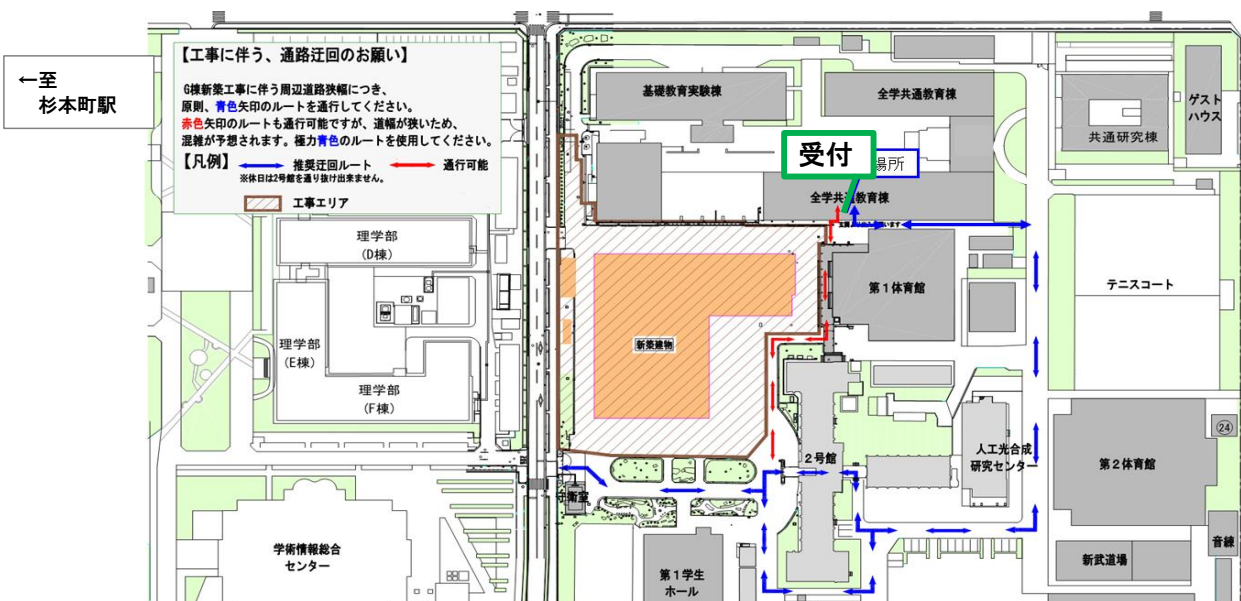 ←至
杉本町駅
【工事に伴う、通路迂回のお願い】
G棟新築工事に伴う周辺道路狭幅につき、
原則、青色矢印のルートを通行してください。
赤色矢印のルートも通行可能ですが、道幅が狭いため、
混雑が予想されます。極力青色のルートを使用してください。
【凡例】 推奨迂回ルート 通行可能
※休日は2号館を通り抜け出来ません。
工事エリア
基礎教育実験棟
全学共通教育棟
共通研究棟
ゲスト
ハウス
受付
場所
全学共通教育棟
理学部
(D棟)
理学部
(E棟)
理学部
(F棟)
新築建物
第1体育館
テニスコート
2号館
人工光合成
研究センター
第2体育館
24
守衛室
学術情報総合
センター
第1学生
ホール
新武道場
音練